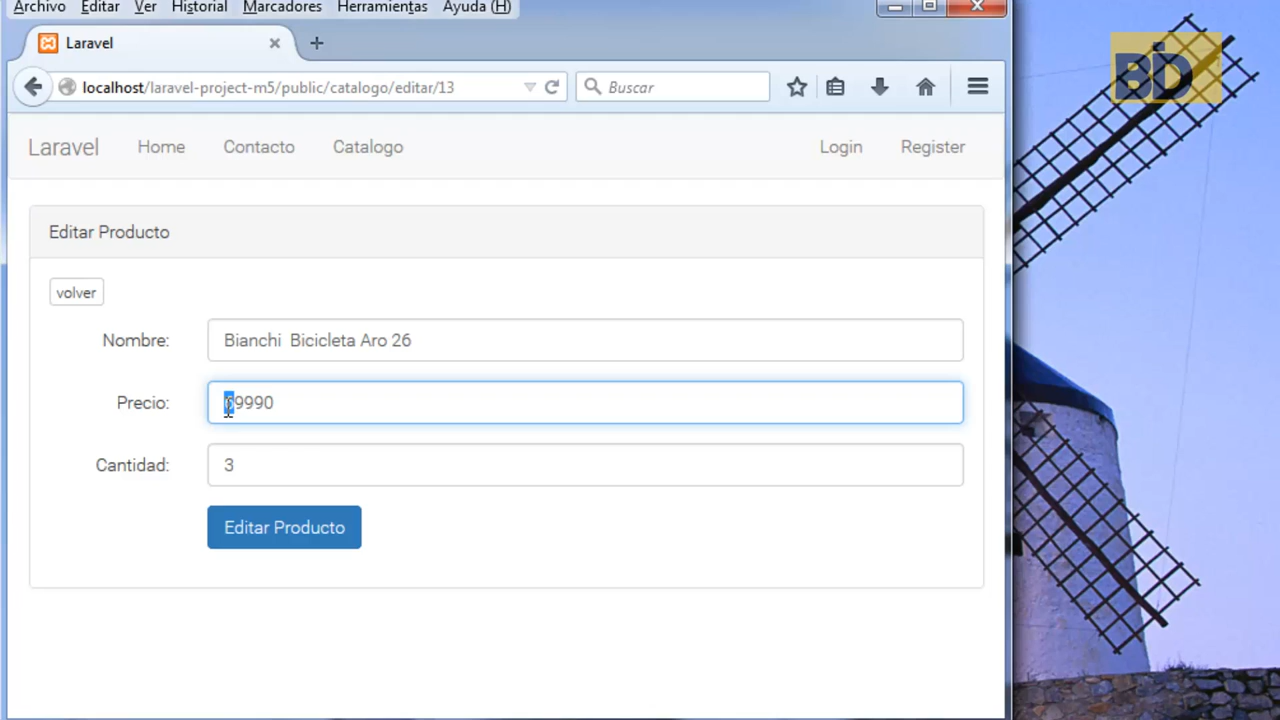 Archivo Editar Ver Historial Marcadores Herramientas Ayuda (H)
BD
Laravel
localhost/laravel-project-m5/public/catalogo/editar/13
Buscar
Laravel Home Contacto Catalogo Login Register
Editar Producto
volver
Nombre: Bianchi Bicicleta Aro 26
Precio:
Cantidad: 3
Editar Producto